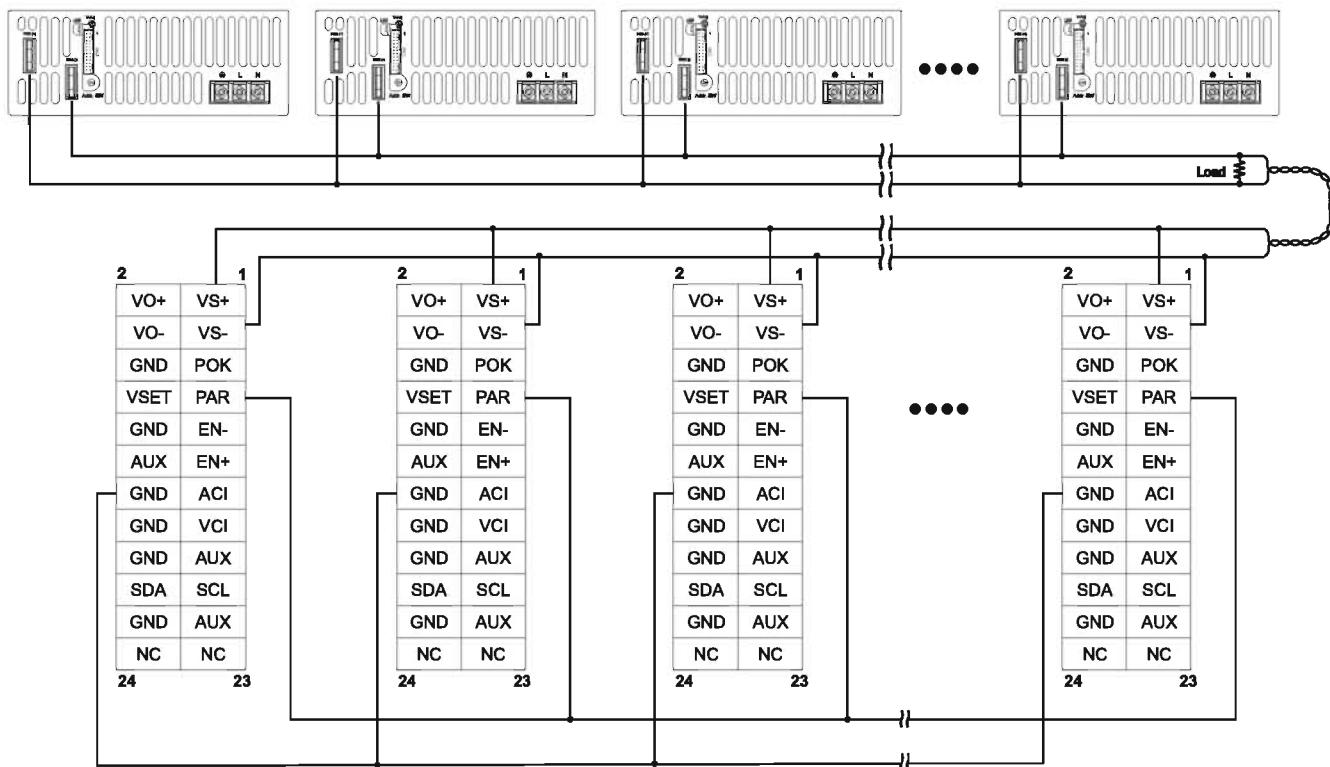 ⏚ L N ⏚ L N ⏚ L N ⏚ L N
Load
2 1 2 1 2 1 2 1
VO+ VS+ VO+ VS+ VO+ VS+ VO+ VS+
VO- VS- VO- VS- VO- VS- VO- VS-
GND POK GND POK GND POK GND POK
VSET PAR VSET PAR VSET PAR VSET PAR
GND EN- GND EN- GND EN- GND EN-
AUX EN+ AUX EN+ AUX EN+ AUX EN+
GND ACI GND ACI GND ACI GND ACI
GND VCI GND VCI GND VCI GND VCI
GND AUX GND AUX GND AUX GND AUX
SDA SCL SDA SCL SDA SCL SDA SCL
GND AUX GND AUX GND AUX GND AUX
NC NC NC NC NC NC NC NC
24 23 24 23 24 23 24 23